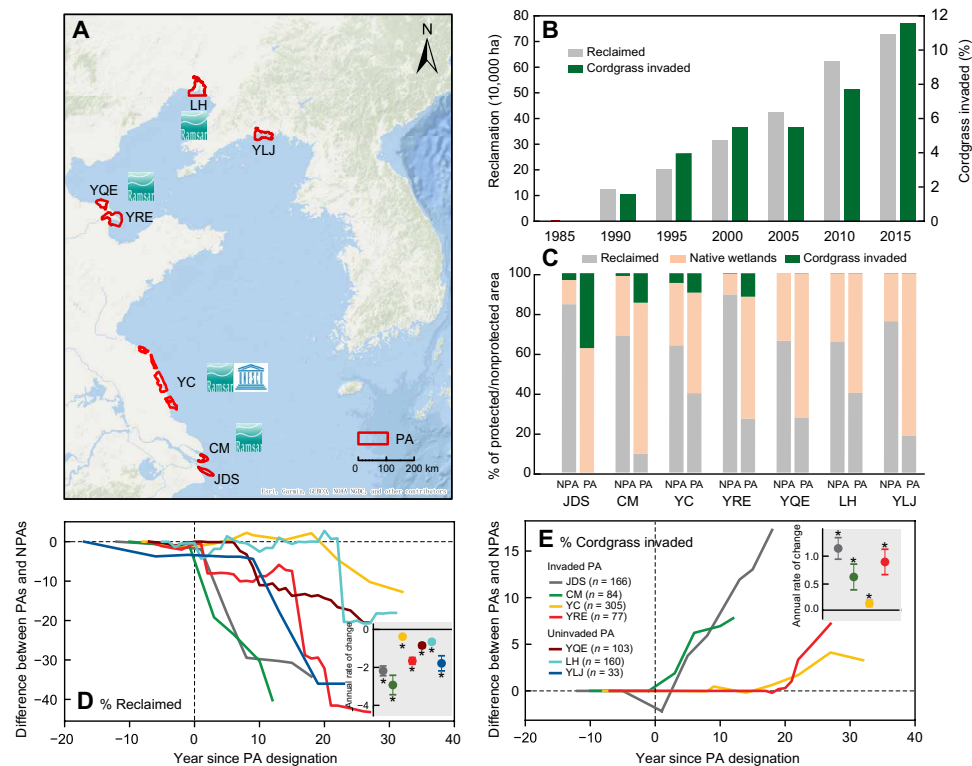 A
N
LH
Ramsar
YLJ
Ramsar
YQE
YRE
YC
Ramsar
CM
Ramsar
JDS
PA
0 100 200 km
Esri, Garmin, GEBCO, NOAA NGDC, and other contributors
B
Reclaimed
Cordgrass invaded
Reclamation (10,000 ha)
80
70
60
50
40
30
20
10
0
Cordgrass invaded (%)
12
10
8
6
4
2
0
1985 1990 1995 2000 2005 2010 2015
C
Reclaimed Native wetlands Cordgrass invaded
% of protected/nonprotected area
100
80
60
40
20
0
NPA PA NPA PA NPA PA NPA PA NPA PA NPA PA NPA PA
JDS CM YC YRE YQE LH YLJ
Difference between PAs and NPAs
0
−10
−20
−30
−40
D % Reclaimed
Annual rate of change
0
−2
−4
* * * * * * *
−20 −10 0 10 20 30 40
Year since PA designation
Difference between PAs and NPAs
15
10
5
0
E % Cordgrass invaded
Invaded PA
JDS (n = 166)
CM (n = 84)
YC (n = 305)
YRE (n = 77)
Uninvaded PA
YQE (n = 103)
LH (n = 160)
YLJ (n = 33)
Annual rate of change
1.0
0.5
0.0
* * * *
−20 −10 0 10 20 30 40
Year since PA designation